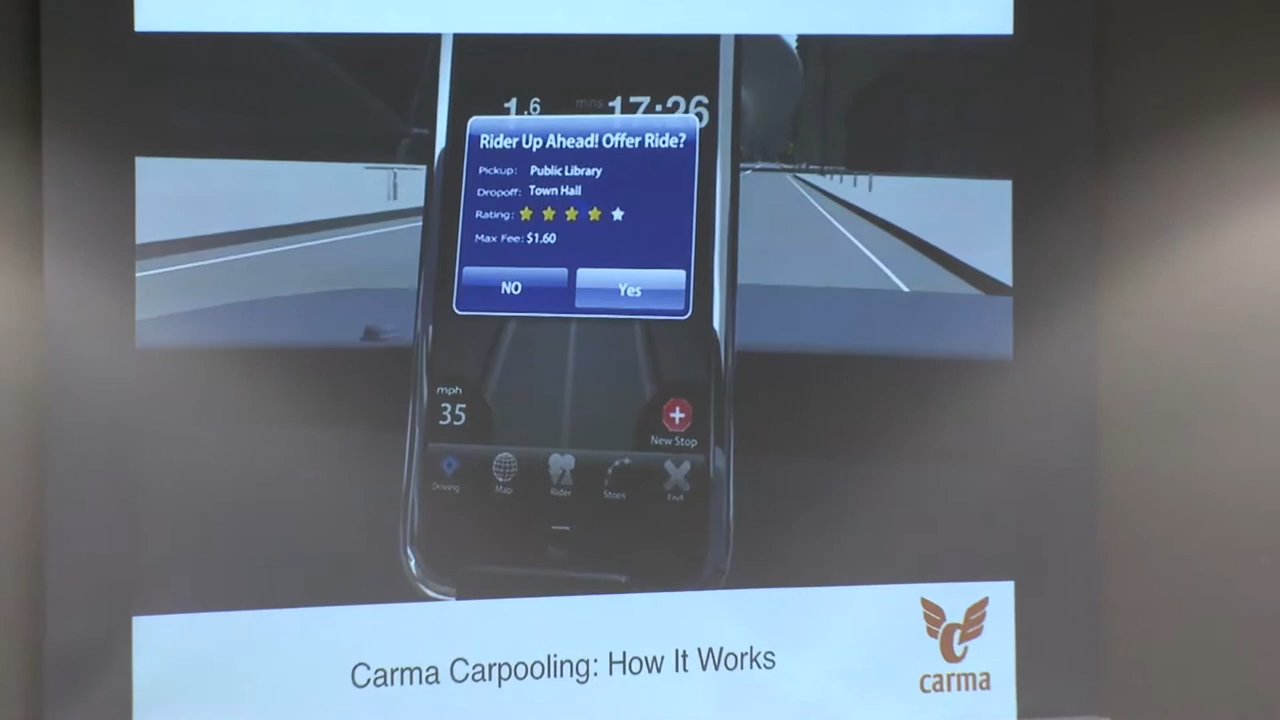 1.6 mins 17:26
Rider Up Ahead! Offer Ride?
Pickup: Public Library
Dropoff: Town Hall
Rating:
Max Fee: $1.60
NO Yes
mph
35
New Stop
Driving Map Rider Stops End
Carma Carpooling: How It Works
carma